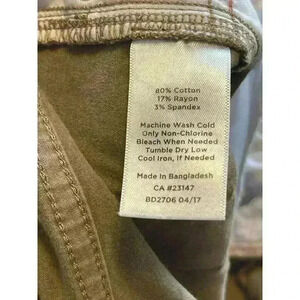 80% Cotton
17% Rayon
3% Spandex
Machine Wash Cold
Only Non-Chlorine
Bleach When Needed
Tumble Dry Low
Cool Iron, If Needed
Made In Bangladesh
CA #23147
BD2706 04/17